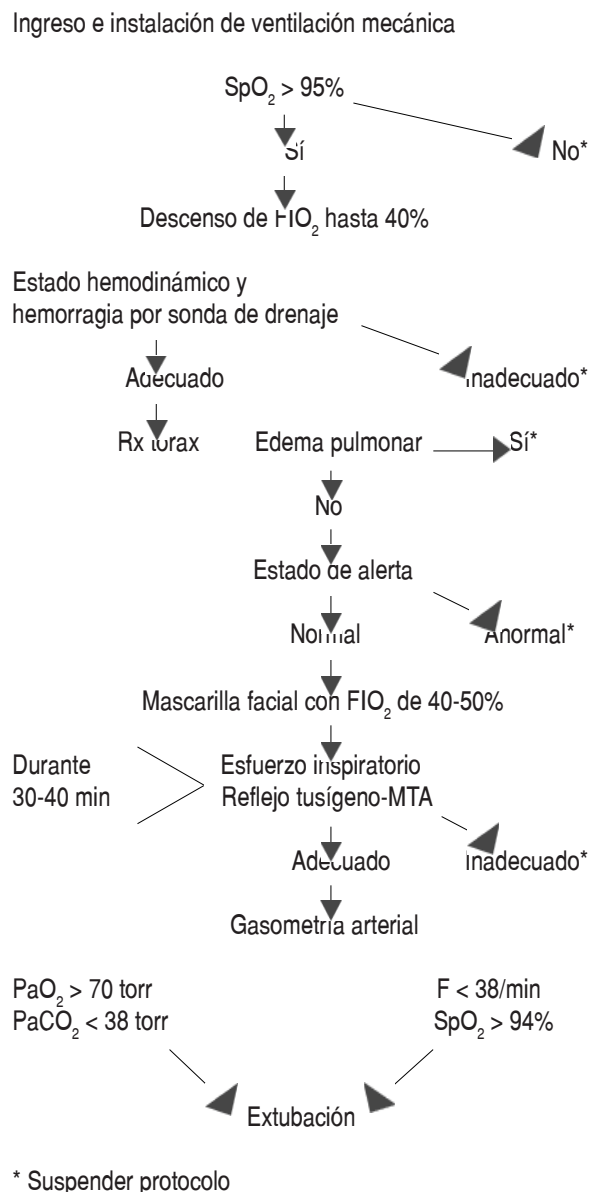 Ingreso e instalación de ventilación mecánica
SpO₂ > 95%
Sí No*
Descenso de FIO₂ hasta 40%
Estado hemodinámico y
hemorragia por sonda de drenaje
Adecuado Inadecuado*
Rx torax Edema pulmonar Sí*
No
Estado de alerta
Normal Anormal*
Mascarilla facial con FIO₂ de 40-50%
Durante Esfuerzo inspiratorio
30-40 min Reflejo tusígeno-MTA
Adecuado Inadecuado*
Gasometría arterial
PaO₂ > 70 torr F < 38/min
PaCO₂ < 38 torr SpO₂ > 94%
Extubación
* Suspender protocolo